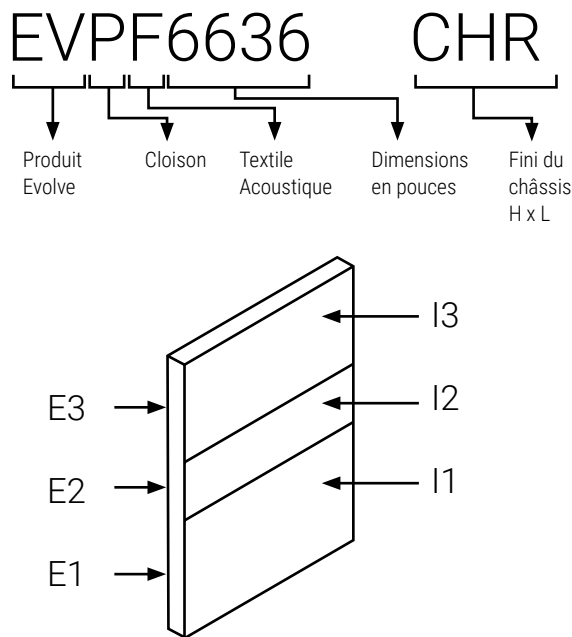 EVPF6636 CHR
Produit
Evolve
Cloison
Textile
Acoustique
Dimensions
en pouces
Fini du
châssis
H x L
I3
E3
I2
E2
I1
E1